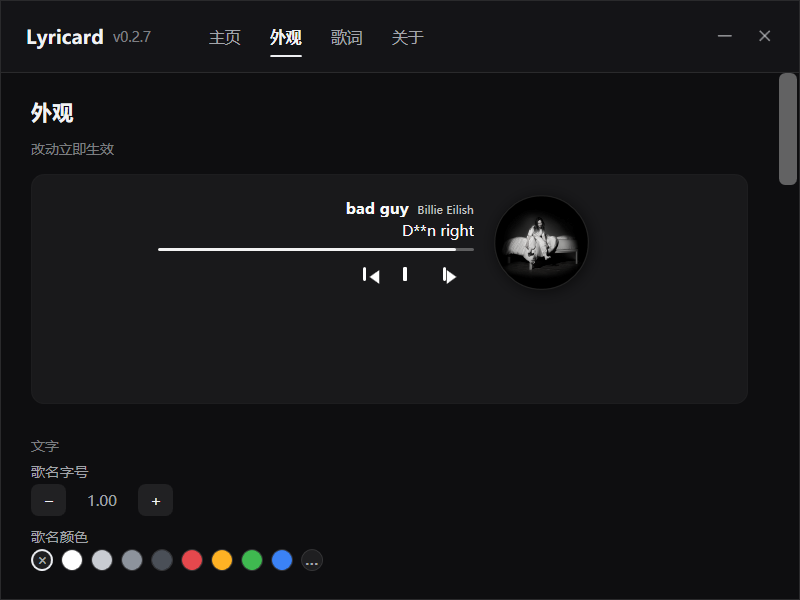 Lyricard v0.2.7 主页 外观 歌词 关于
外观
改动立即生效
bad guy Billie Eilish
D**n right
文字
歌名字号
− 1.00 +
歌名颜色
...